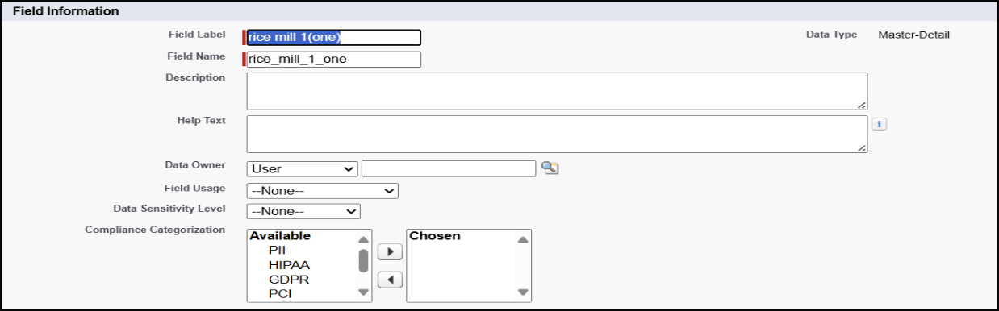 Field Information
Field Label rice mill 1(one) Data Type Master-Detail
Field Name rice_mill_1_one
Description
Help Text
i
Data Owner User
Field Usage --None--
Data Sensitivity Level --None--
Compliance Categorization
Available Chosen
PII
HIPAA
GDPR
PCI